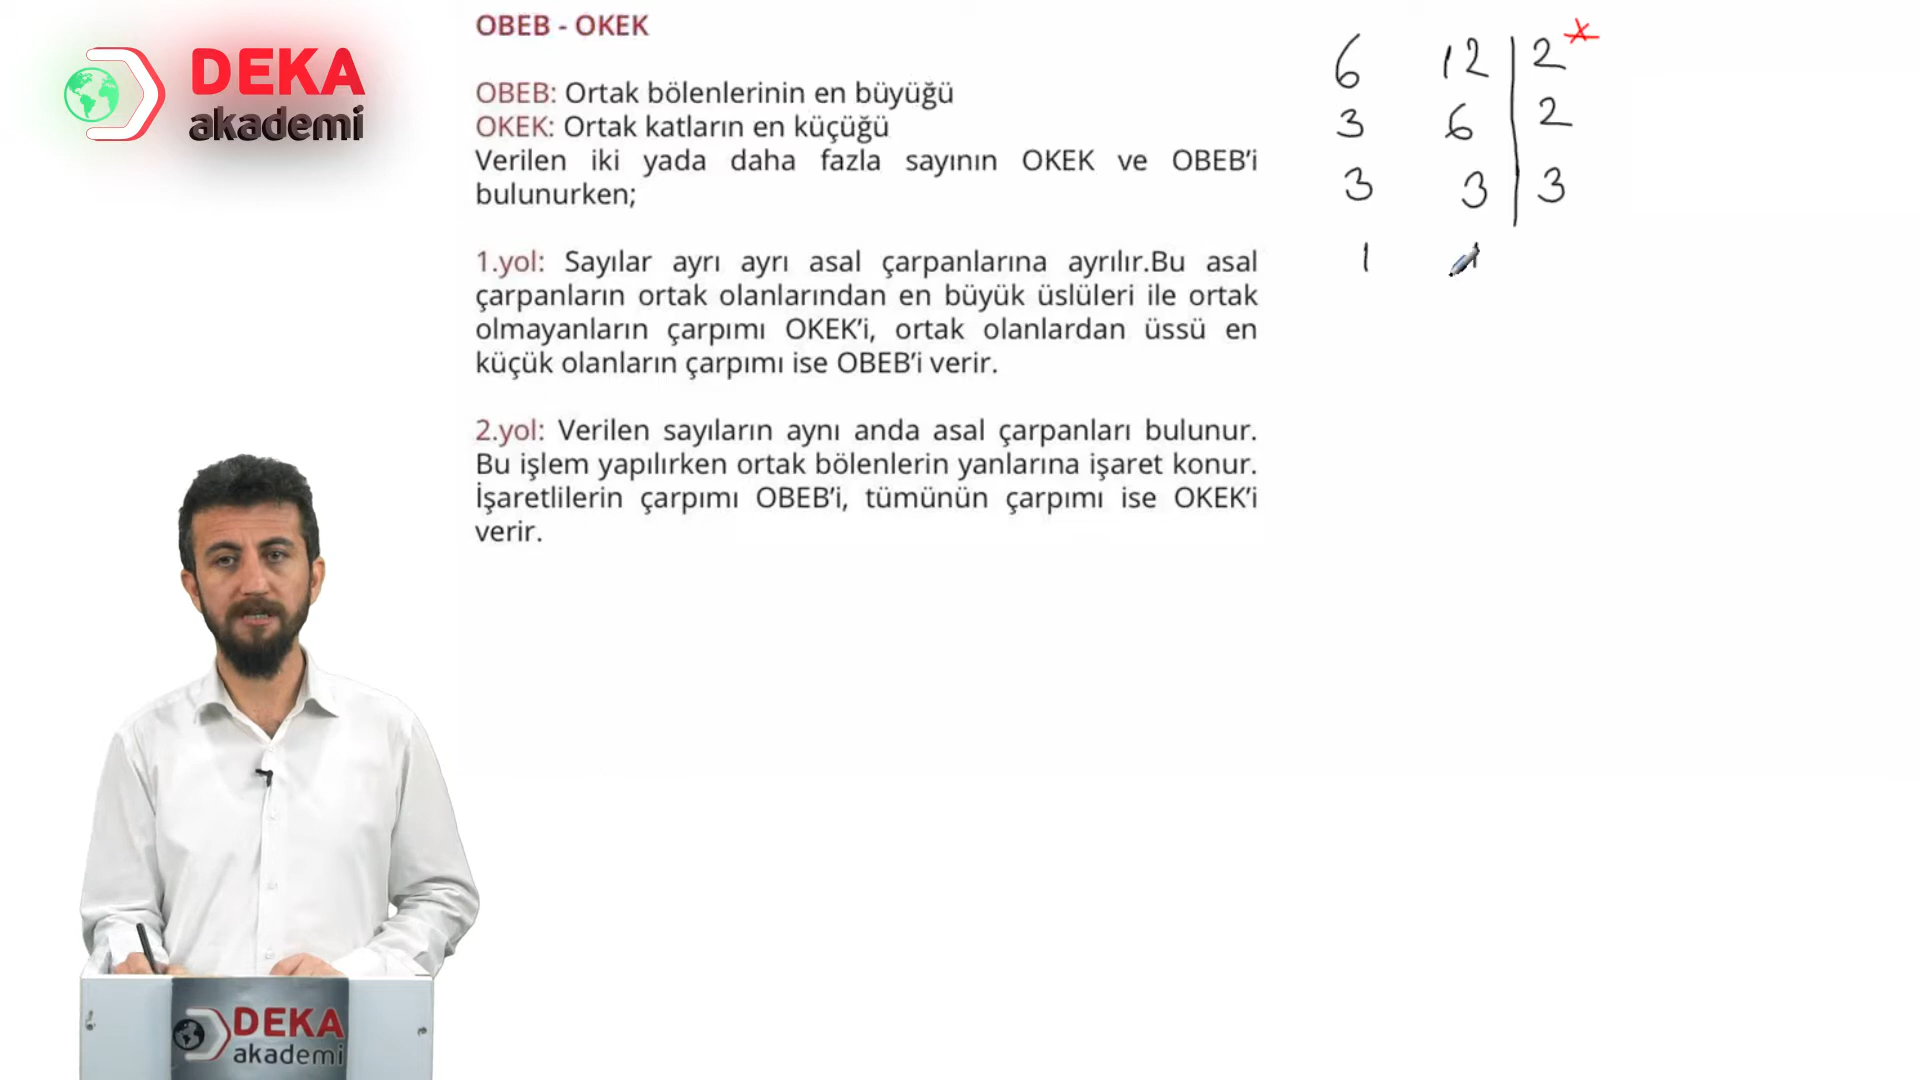 DEKA
akademi
OBEB - OKEK
OBEB: Ortak bölenlerinin en büyüğü
OKEK: Ortak katların en küçüğü
Verilen iki yada daha fazla sayının OKEK ve OBEB’i
bulunurken;
1.yol: Sayılar ayrı ayrı asal çarpanlarına ayrılır.Bu asal
çarpanların ortak olanlarından en büyük üslüleri ile ortak
olmayanların çarpımı OKEK’i, ortak olanlardan üssü en
küçük olanların çarpımı ise OBEB’i verir.
2.yol: Verilen sayıların aynı anda asal çarpanları bulunur.
Bu işlem yapılırken ortak bölenlerin yanlarına işaret konur.
İşaretlilerin çarpımı OBEB’i, tümünün çarpımı ise OKEK’i
verir.
6 12 | 2 *
3 6 | 2
3 3 | 3
1 1
DEKA
akademi